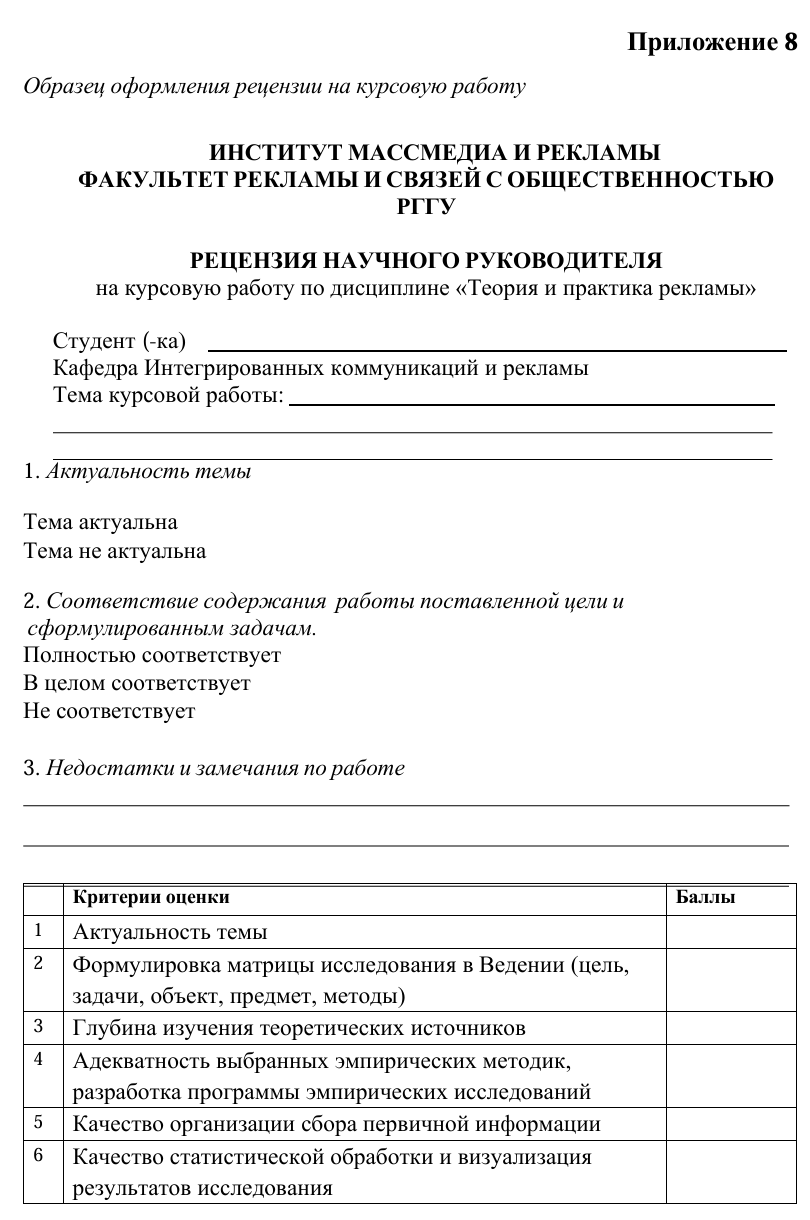 Приложение 8
Образец оформления рецензии на курсовую работу
ИНСТИТУТ МАССМЕДИА И РЕКЛАМЫ
ФАКУЛЬТЕТ РЕКЛАМЫ И СВЯЗЕЙ С ОБЩЕСТВЕННОСТЬЮ
РГГУ
РЕЦЕНЗИЯ НАУЧНОГО РУКОВОДИТЕЛЯ
на курсовую работу по дисциплине «Теория и практика рекламы»
Студент (-ка)
Кафедра Интегрированных коммуникаций и рекламы
Тема курсовой работы:
1. Актуальность темы
Тема актуальна
Тема не актуальна
2. Соответствие содержания работы поставленной цели и
сформулированным задачам.
Полностью соответствует
В целом соответствует
Не соответствует
3. Недостатки и замечания по работе
Критерии оценки Баллы
1 Актуальность темы
2 Формулировка матрицы исследования в Ведении (цель,
задачи, объект, предмет, методы)
3 Глубина изучения теоретических источников
4 Адекватность выбранных эмпирических методик,
разработка программы эмпирических исследований
5 Качество организации сбора первичной информации
6 Качество статистической обработки и визуализация
результатов исследования